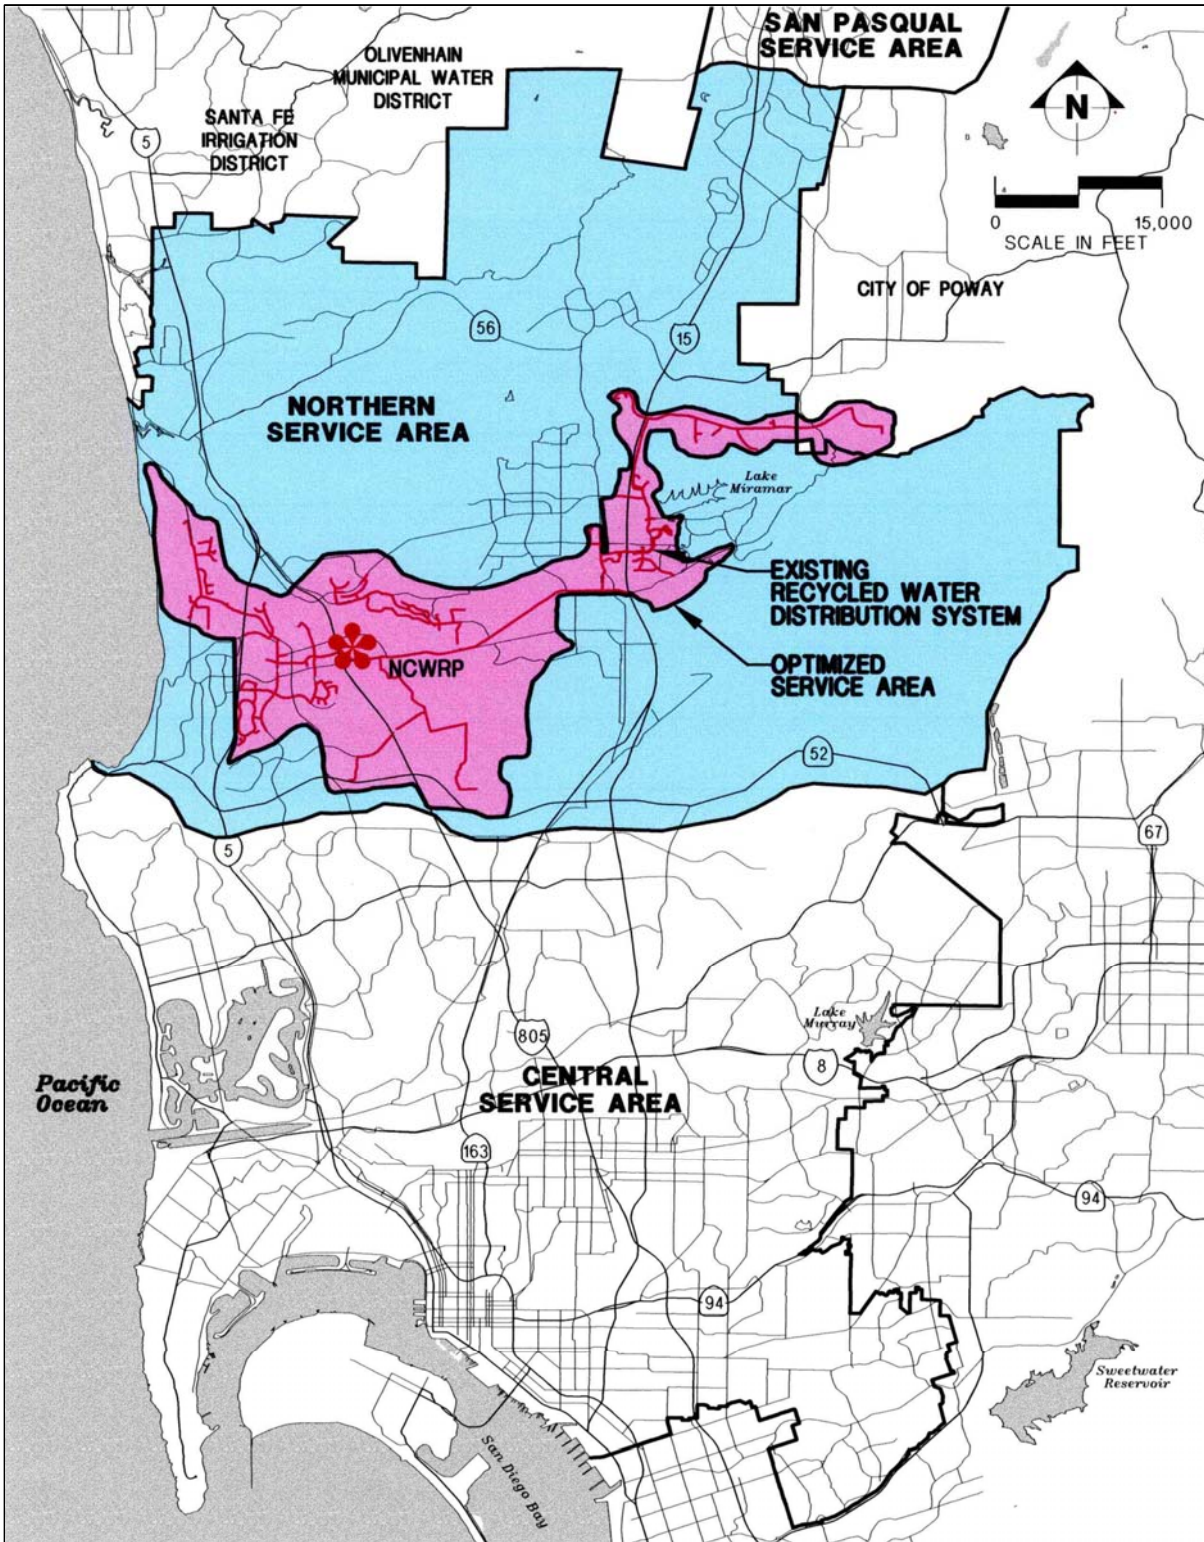 SAN PASQUAL
SERVICE AREA
OLIVENHAIN
MUNICIPAL WATER
DISTRICT
SANTA FE
IRRIGATION
DISTRICT
5
N
0
15,000
SCALE IN FEET
CITY OF POWAY
56
15
NORTHERN
SERVICE AREA
Lake
Miramar
EXISTING
RECYCLED WATER
DISTRIBUTION SYSTEM
NCWRP
OPTIMIZED
SERVICE AREA
52
67
5
Lake
Murray
805
8
CENTRAL
SERVICE AREA
Pacific
Ocean
163
94
94
Sweetwater
Reservoir
San Diego Bay